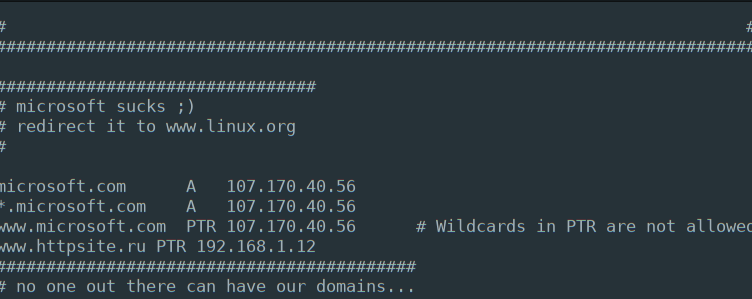 #                                                                          #
############################################################################
################################
# microsoft sucks ;)
# redirect it to www.linux.org
#
microsoft.com      A   107.170.40.56
*.microsoft.com    A   107.170.40.56
www.microsoft.com  PTR 107.170.40.56      # Wildcards in PTR are not allowed
www.httpsite.ru PTR 192.168.1.12
##########################################
# no one out there can have our domains...